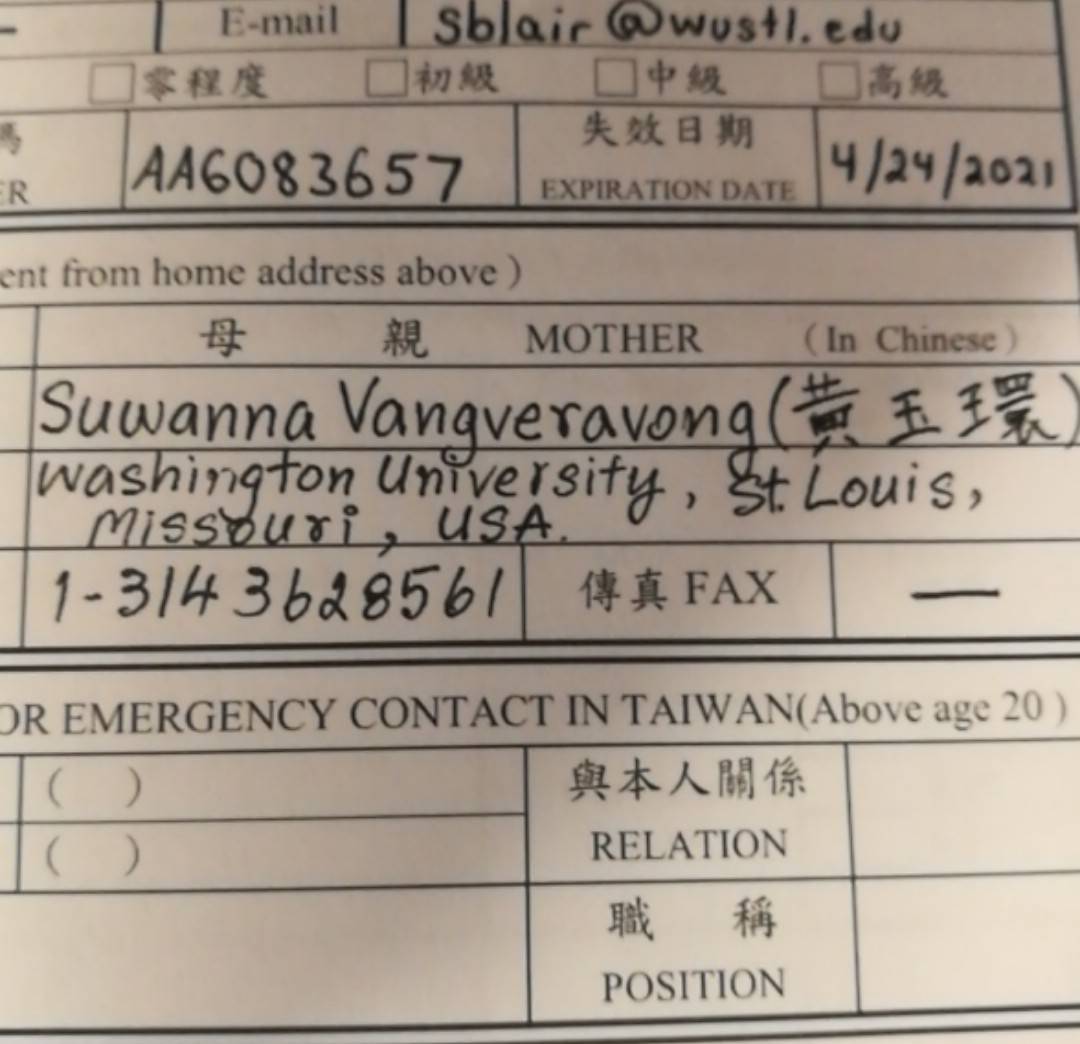 E-mail sblair@wustl.edu
□零程度 □初級 □中級 □高級
AA6083657 失效日期 EXPIRATION DATE 4/24/2021
ent from home address above )
母 親 MOTHER (In Chinese)
Suwanna Vangveravong (黃玉環)
Washington University, St. Louis,
Missouri, USA.
1-314 3628561 傳真 FAX —
OR EMERGENCY CONTACT IN TAIWAN(Above age 20 )
( ) 與本人關係
( ) RELATION
職 稱
POSITION